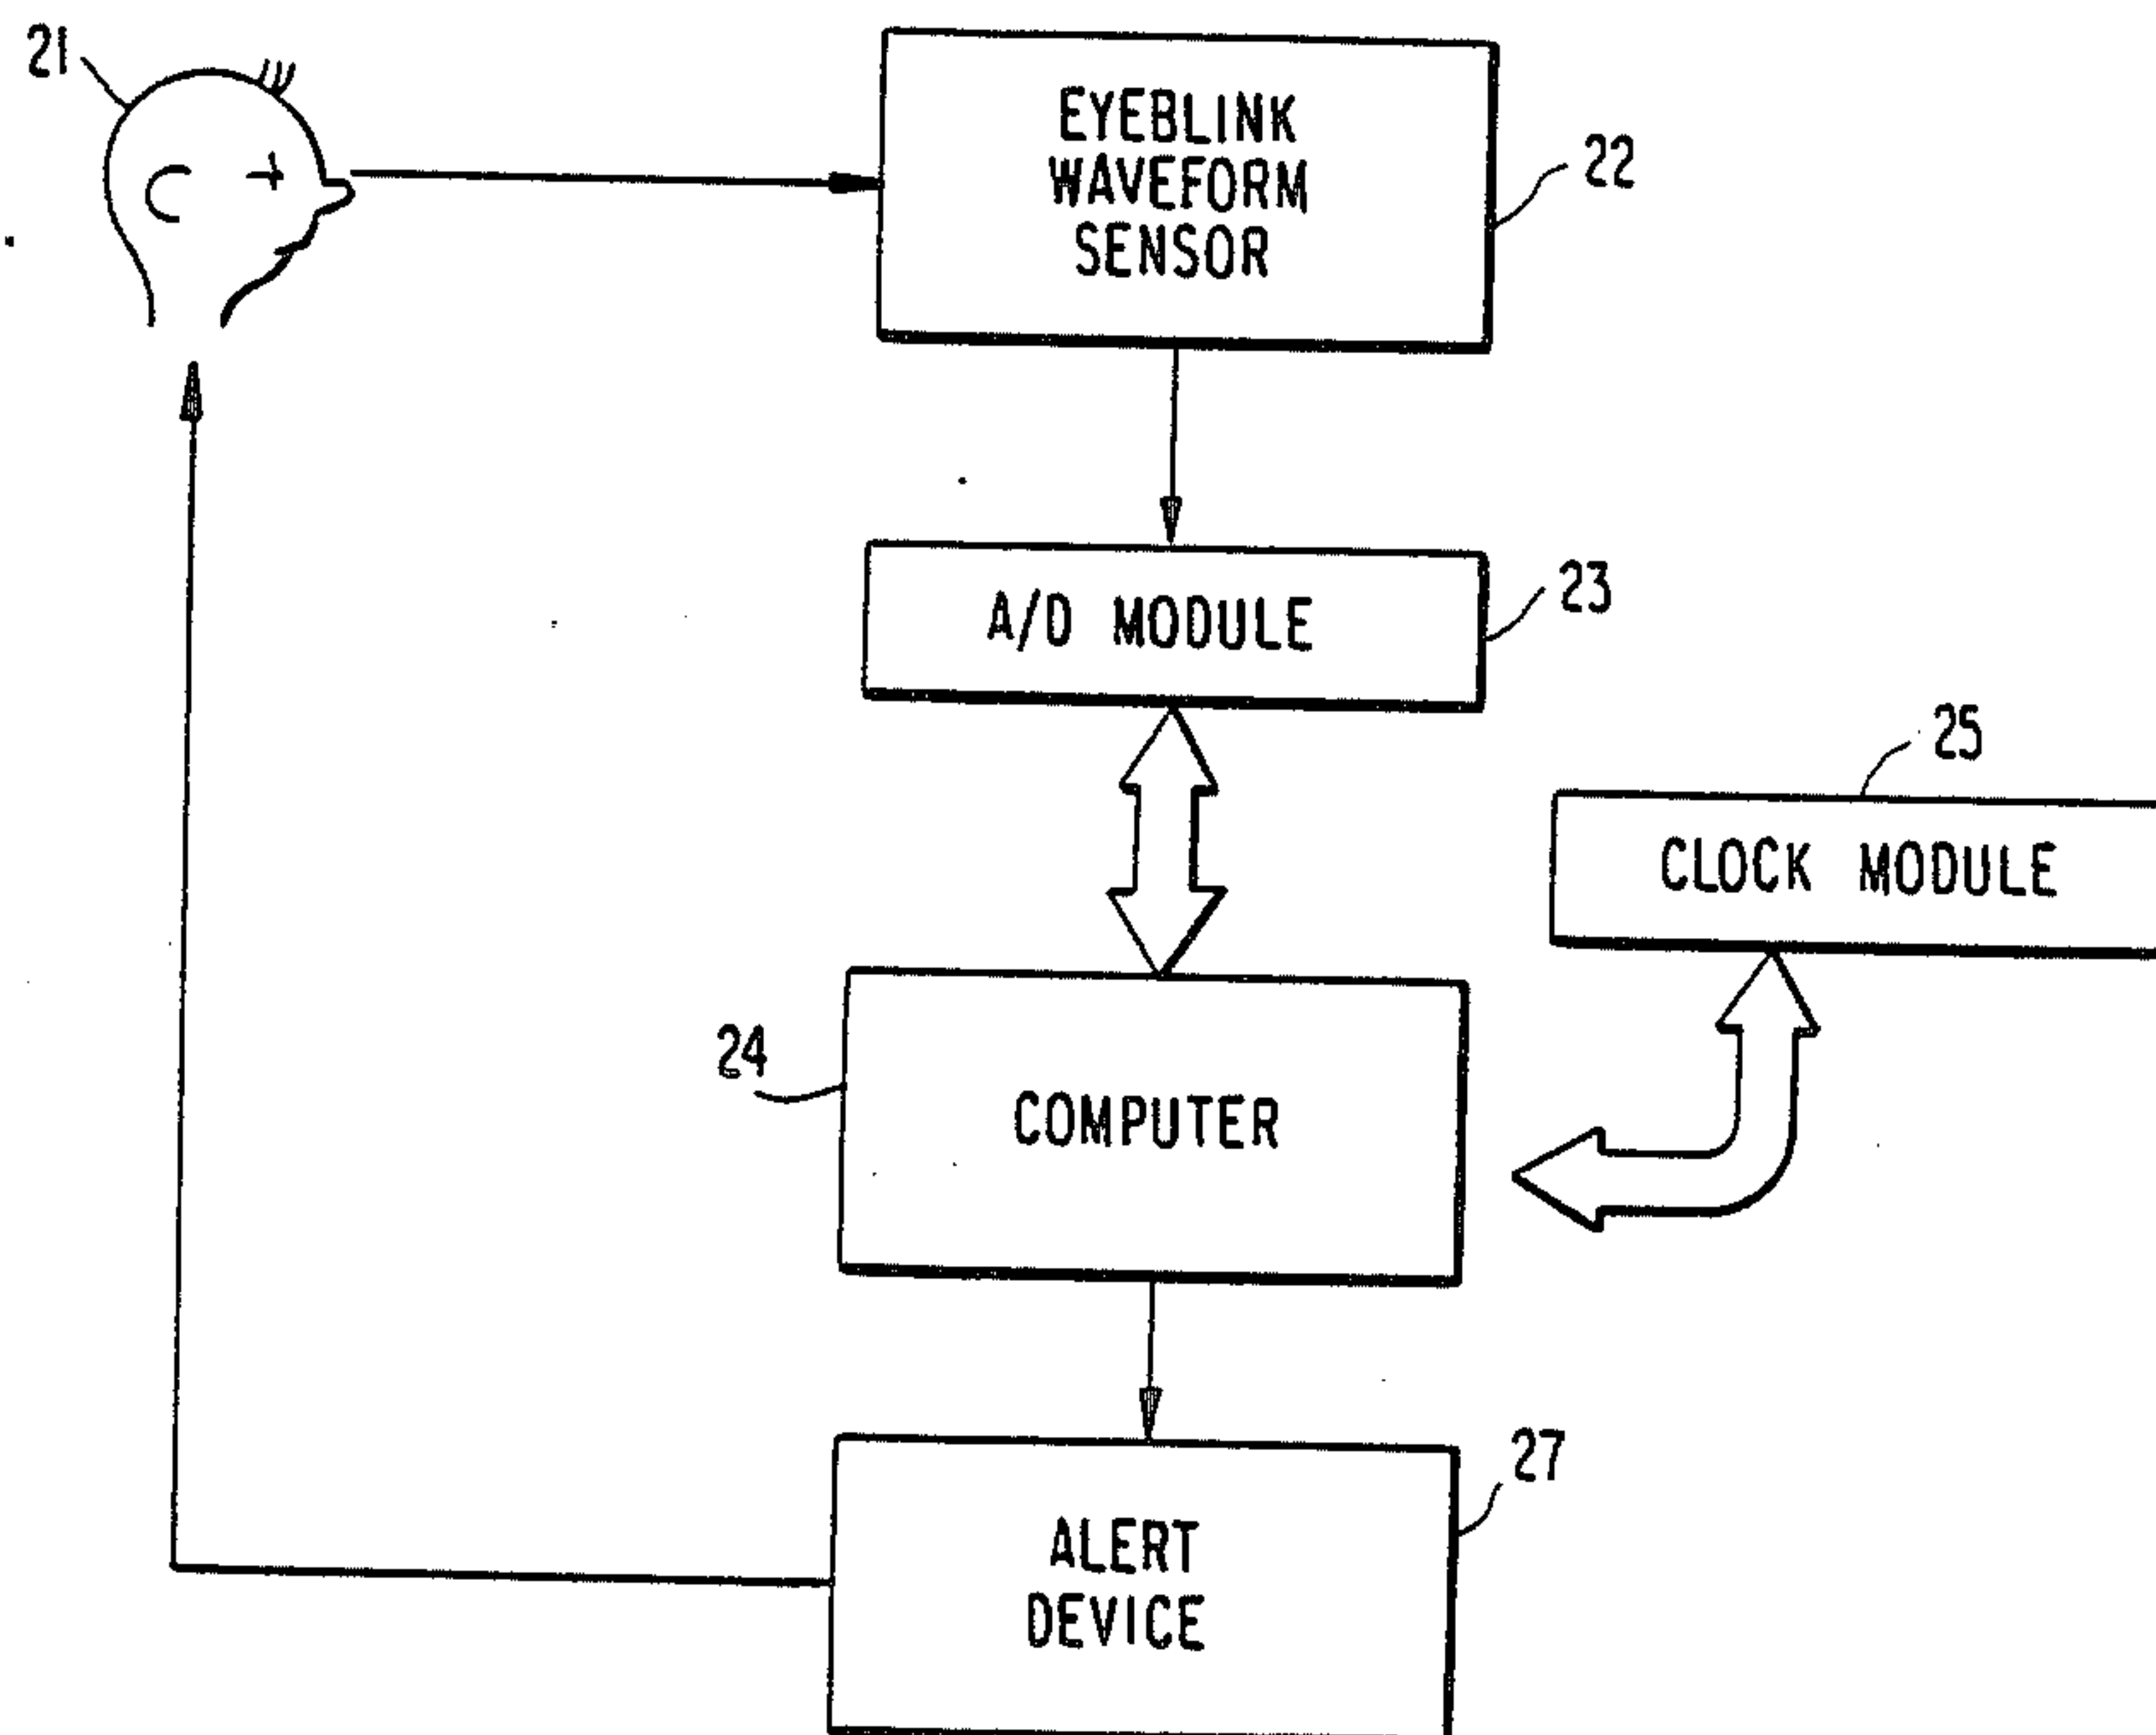 21
EYEBLINK
WAVEFORM
SENSOR
22
A/D MODULE
23
25
CLOCK MODULE
24
COMPUTER
27
ALERT
DEVICE